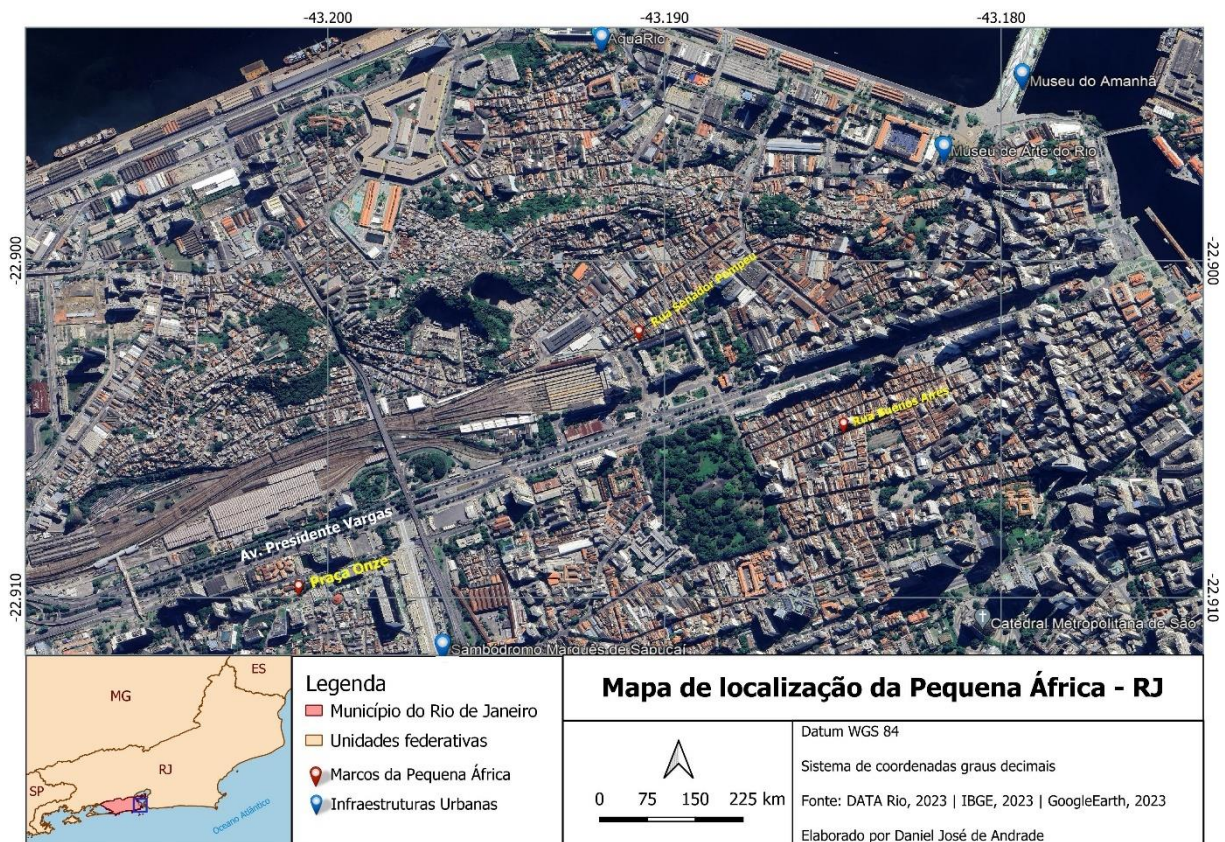 -43.200
-43.190
-43.180
AquaRio
Museu do Amanhã
Museu de Arte do Rio
-22.900
-22.900
Rua Senador Pompeu
Rua Buenos Aires
Av. Presidente Vargas
Praça Onze
-22.910
-22.910
Catedral Metropolitana de São
Sambódromo Marquês de Sapucaí
MG
ES
RJ
SP
Oceano Atlântico
Legenda
Município do Rio de Janeiro
Unidades federativas
Marcos da Pequena África
Infraestruturas Urbanas
Mapa de localização da Pequena África - RJ
0 75 150 225 km
Datum WGS 84
Sistema de coordenadas graus decimais
Fonte: DATA Rio, 2023 | IBGE, 2023 | GoogleEarth, 2023
Elaborado por Daniel José de Andrade